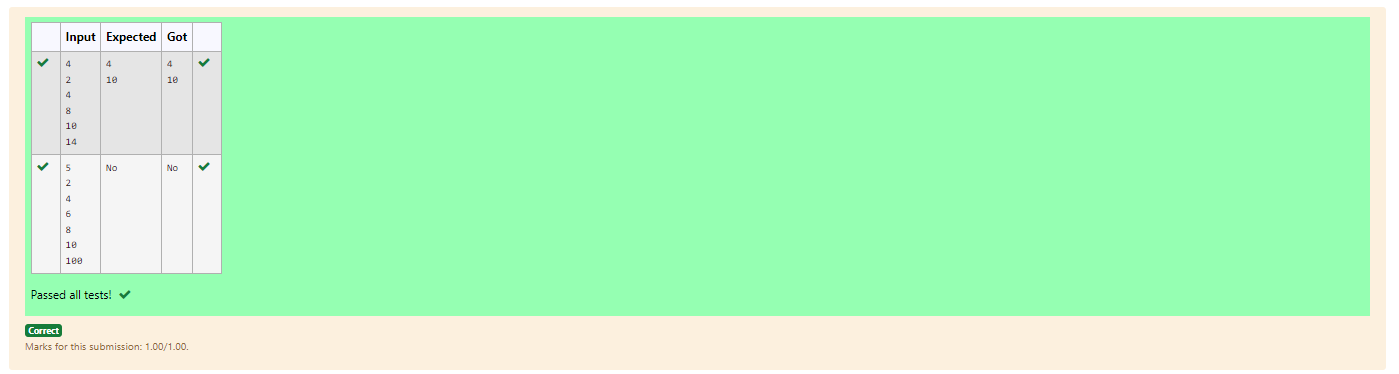 Input Expected Got
4 4 4
2 10 10
4
8
10
14
5 No No
2
4
6
8
10
100
Passed all tests!
Correct
Marks for this submission: 1.00/1.00.